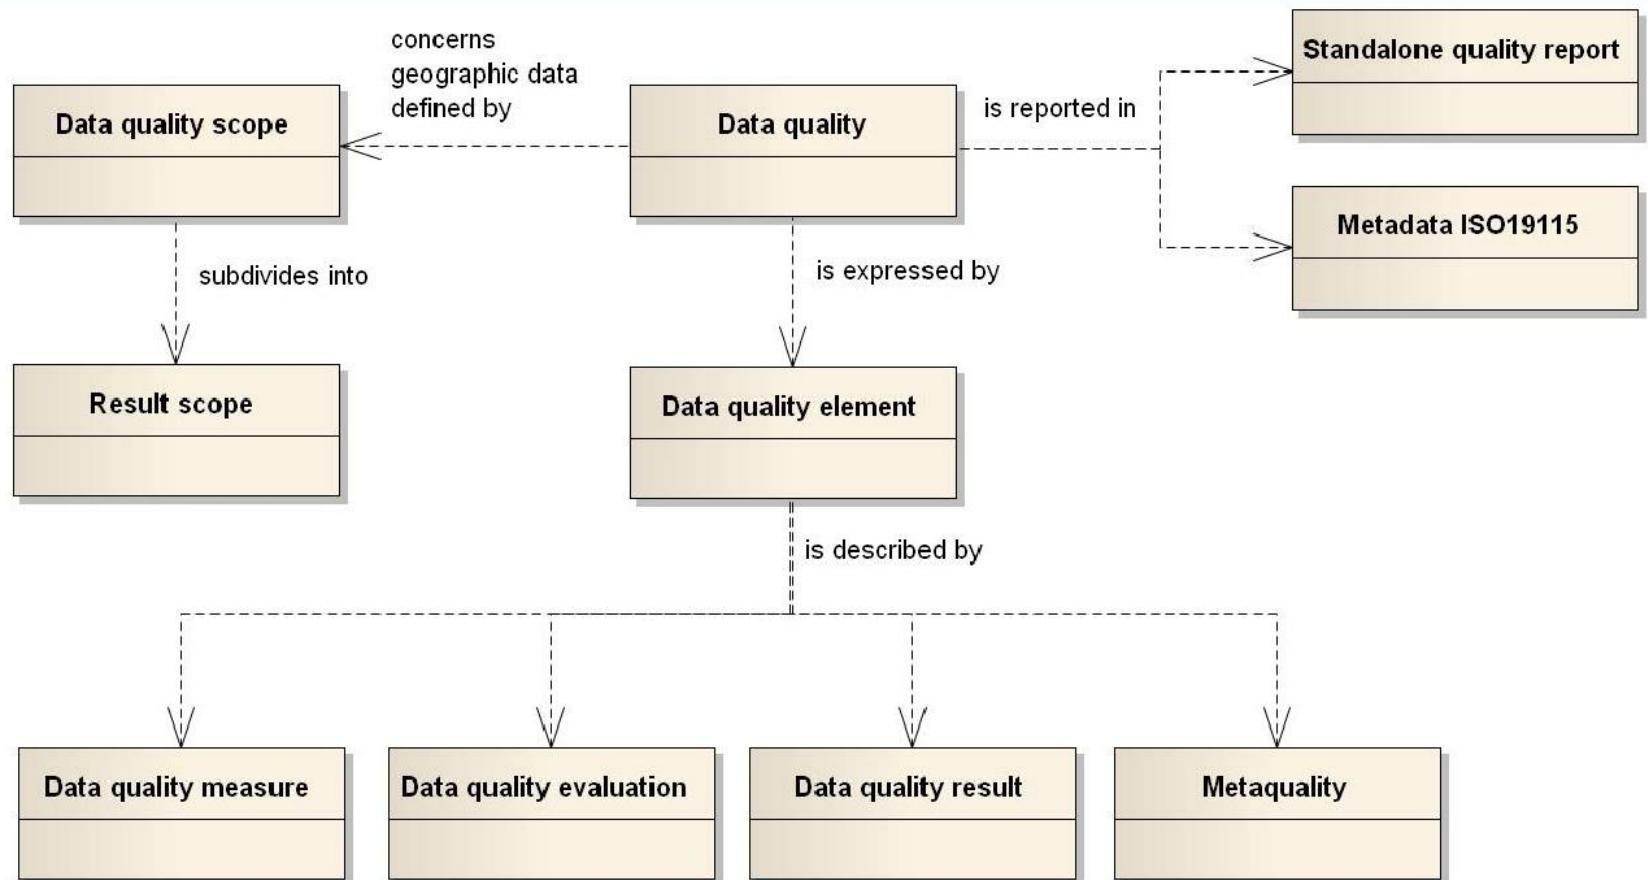 concerns
geographic data
defined by
Standalone quality report
Data quality scope
Data quality
is reported in
Metadata ISO19115
subdivides into
is expressed by
Result scope
Data quality element
is described by
Data quality measure
Data quality evaluation
Data quality result
Metaquality